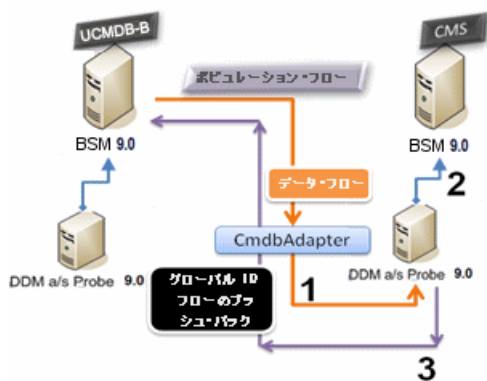 UCMDB-B
CMS
ポピュレーション・フロー
BSM 9.0
BSM 9.0
データ・フロー
2
CmdbAdapter
DDM a/s Probe 9.0
DDM a/s Probe 9.0
グローバル ID
フローのプッ
シュ・バック
1
3